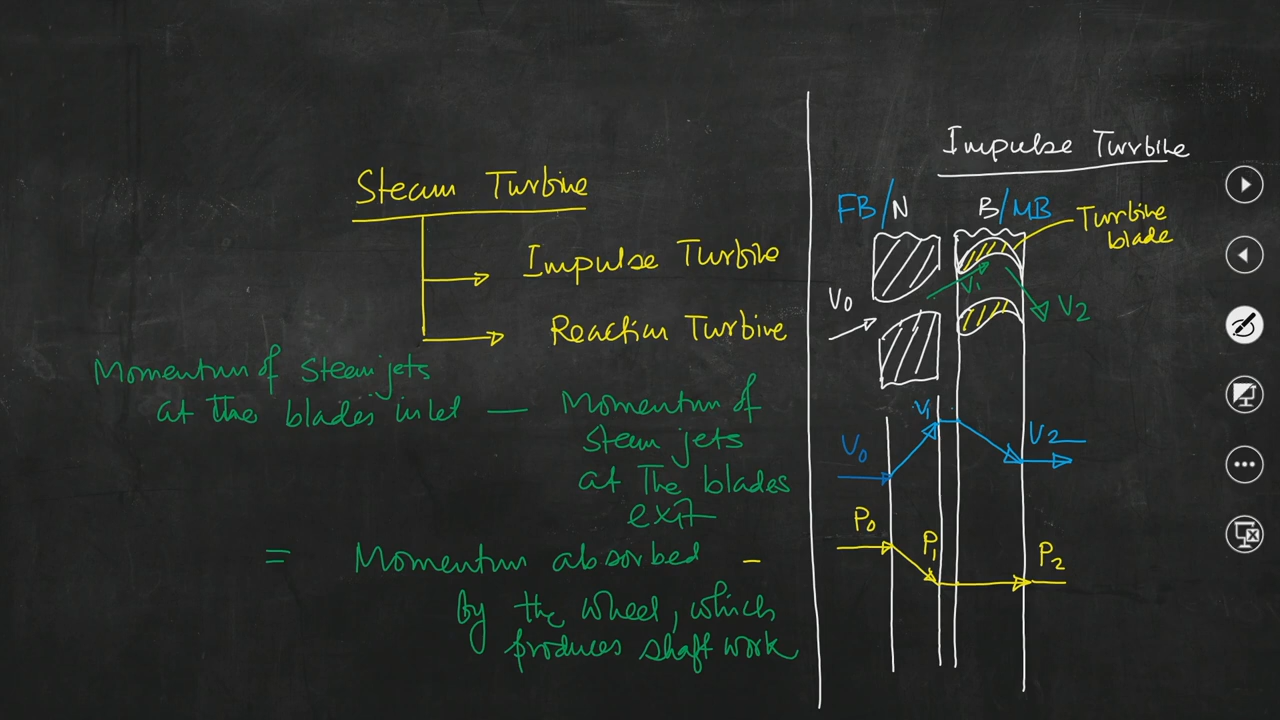 Steam Turbine
Impulse Turbine
Reaction Turbine
Momentum of Steam jets
at the blades inlet — Momentum of
steam jets
at The blades
exit
= Momentum absorbed
by the wheel, which
produces shaft work
Impulse Turbine
FB/N B/MB
Turbine
blade
V0
V1
V2
V0
V1
V2
P0
P1
P2